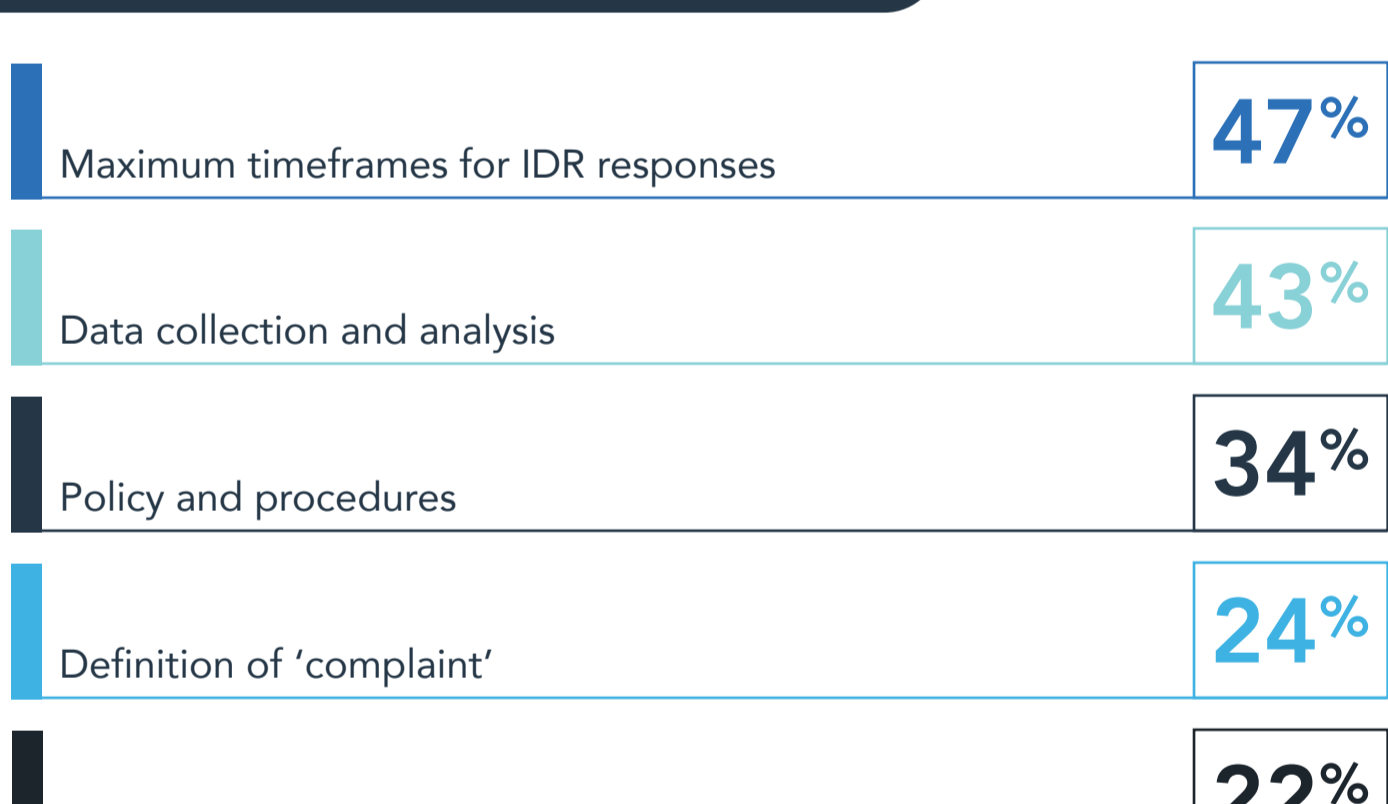 Maximum timeframes for IDR responses 47%
Data collection and analysis 43%
Policy and procedures 34%
Definition of ‘complaint’ 24%
22%